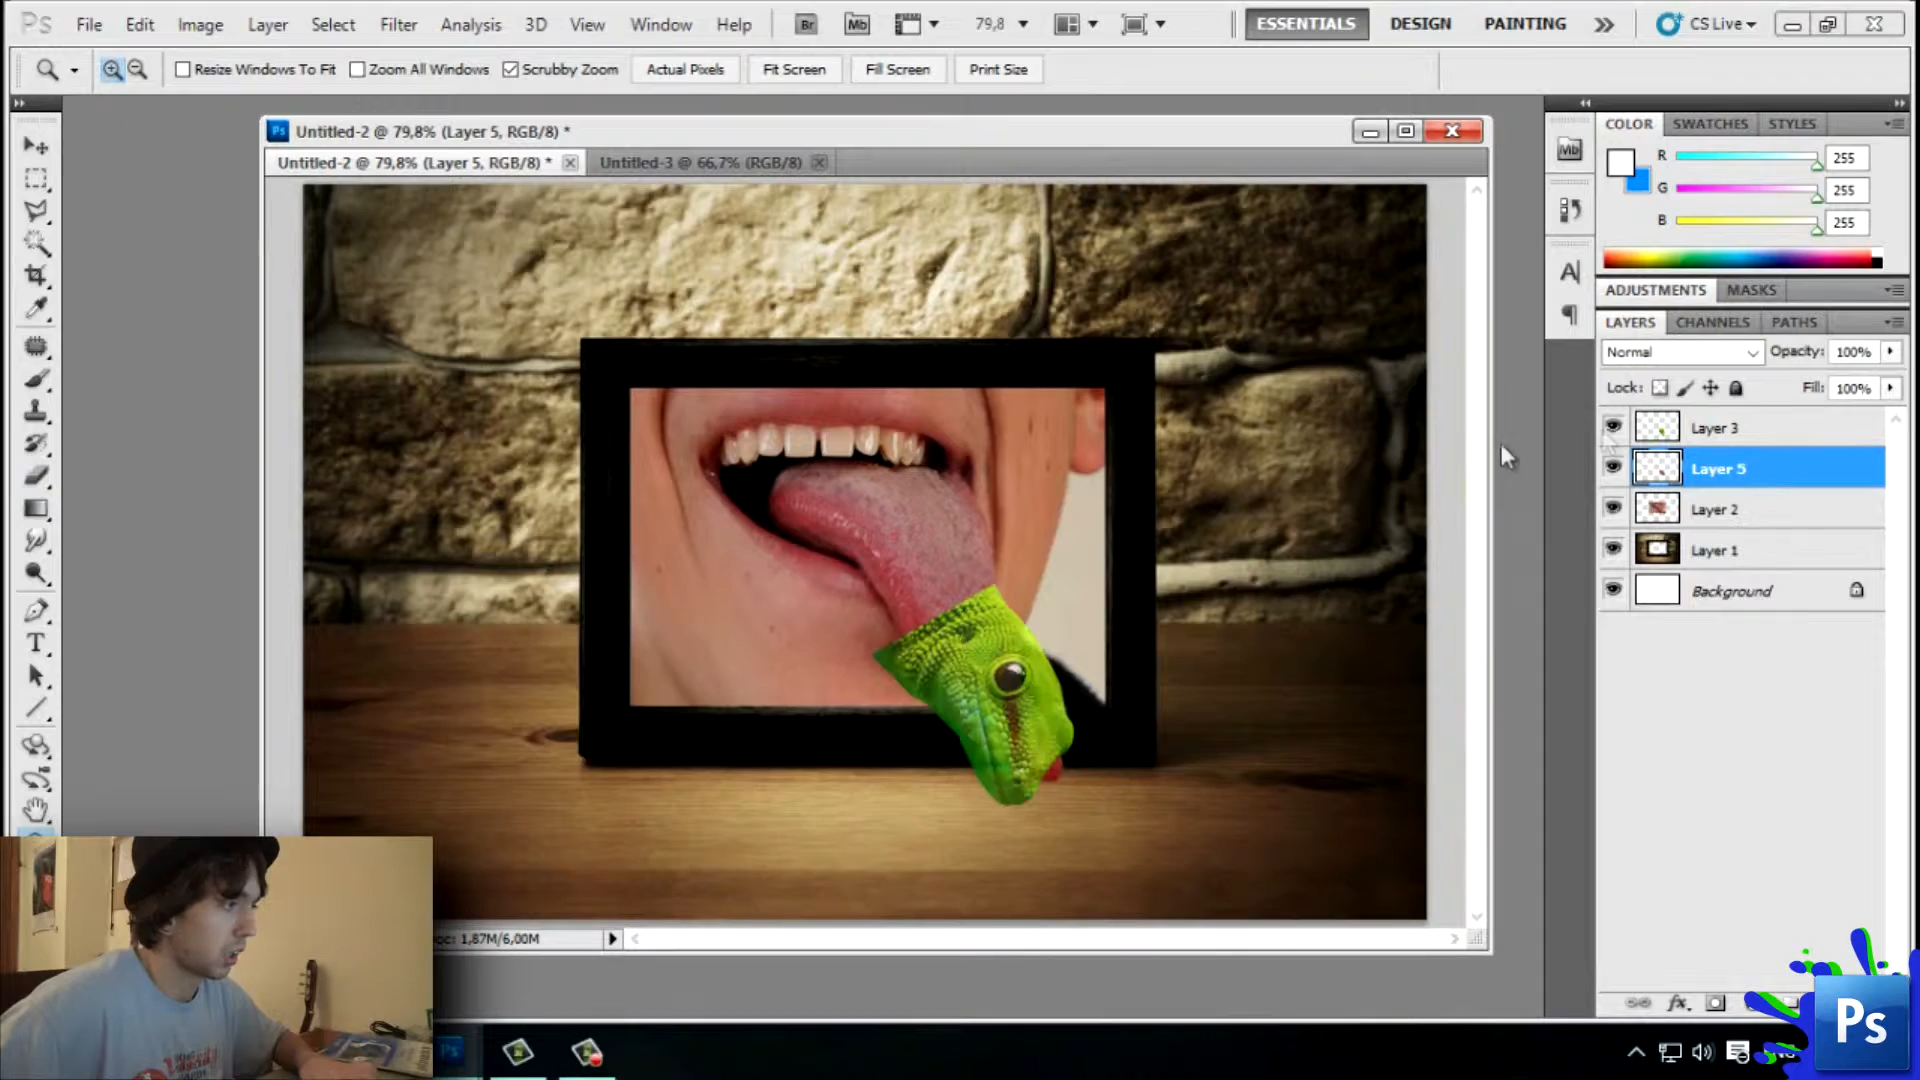 Ps File Edit Image Layer Select Filter Analysis 3D View Window Help Br Mb 79,8 ESSENTIALS DESIGN PAINTING CS Live
Resize Windows To Fit Zoom All Windows Scrubby Zoom Actual Pixels Fit Screen Fill Screen Print Size
Ps Untitled-2 @ 79,8% (Layer 5, RGB/8) *
Untitled-2 @ 79,8% (Layer 5, RGB/8) * Untitled-3 @ 66,7% (RGB/8)
COLOR SWATCHES STYLES
Mb
R 255
G 255
B 255
A
ADJUSTMENTS MASKS
LAYERS CHANNELS PATHS
Normal Opacity: 100%
Lock: Fill: 100%
Layer 3
Layer 5
Layer 2
Layer 1
Background
T
1,87M/6,00M
fx
Ps
Ps